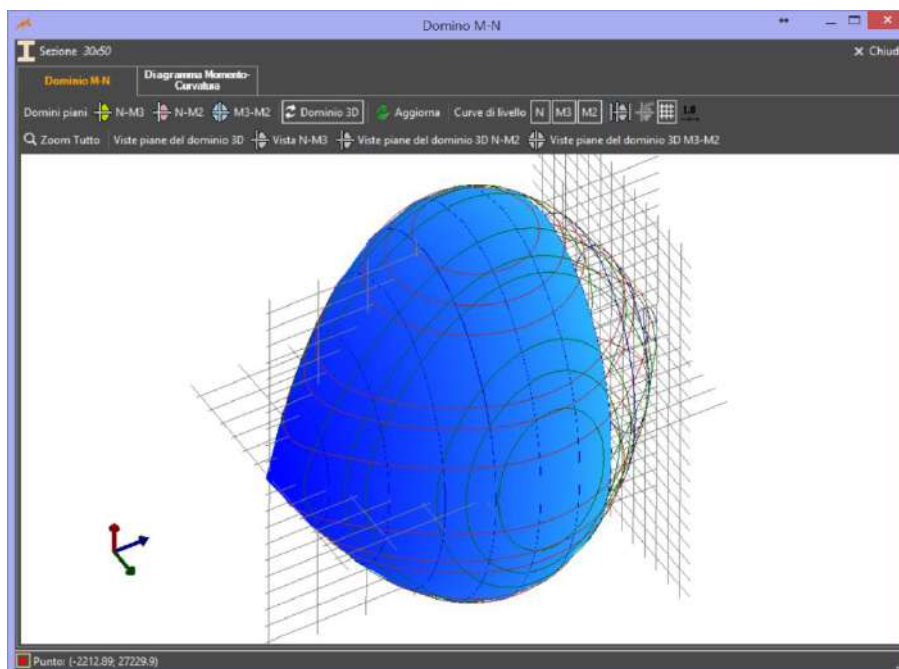 Domino M-N
Sezione 30x50
Chiud
Dominio M-N
Diagramma Momento-
Curvatura
Domini piani N-M3 N-M2 M3-M2 Dominio 3D Aggiorna Curve di livello N M3 M2 1.0
Zoom Tutto Viste piane del dominio 3D Vista N-M3 Viste piane del dominio 3D N-M2 Viste piane del dominio 3D M3-M2
Punto: (-2212.89; 27229.9)